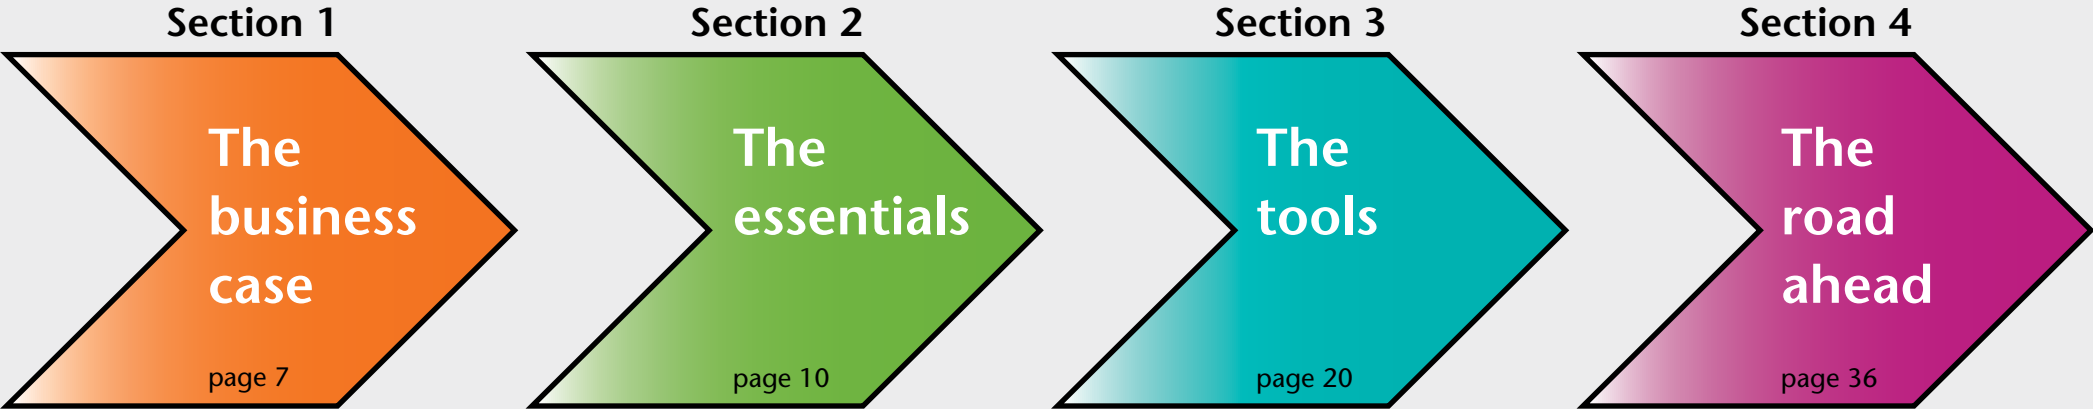 Section 1
The
business
case
page 7
Section 2
The
essentials
page 10
Section 3
The
tools
page 20
Section 4
The
road
ahead
page 36